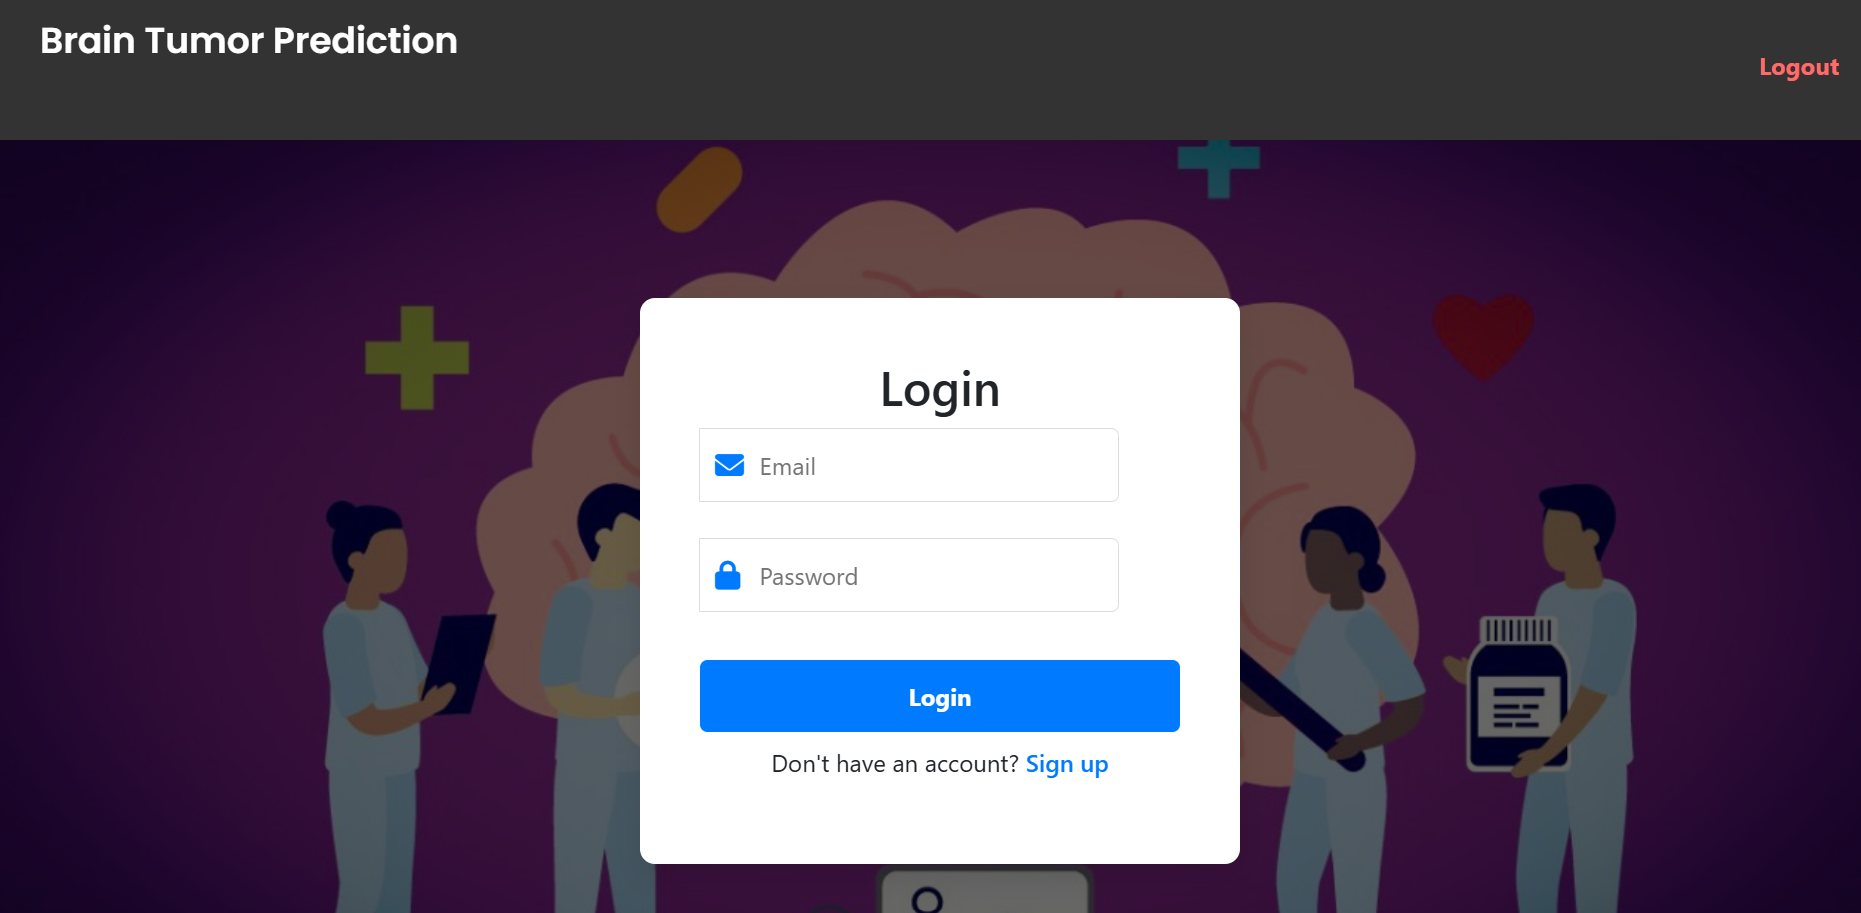 Brain Tumor Prediction
Logout
Login
Email
Password
Login
Don't have an account? Sign up